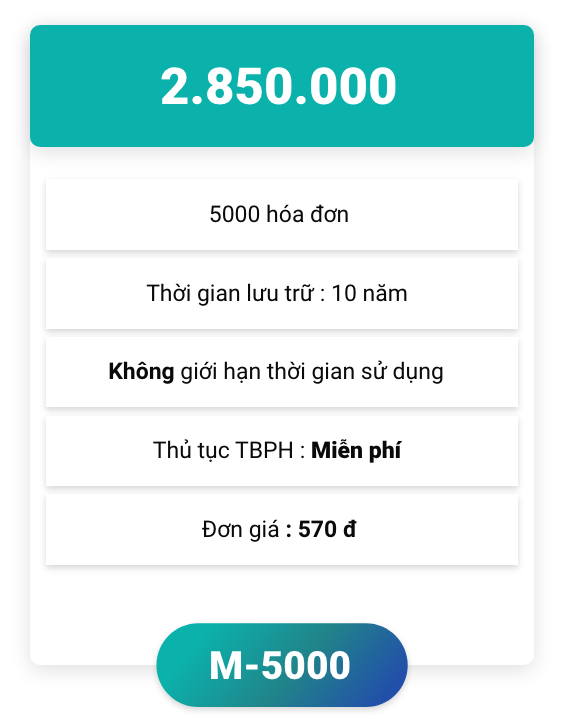 2.850.000
5000 hóa đơn
Thời gian lưu trữ : 10 năm
Không giới hạn thời gian sử dụng
Thủ tục TBPH : Miễn phí
Đơn giá : 570 đ
M-5000